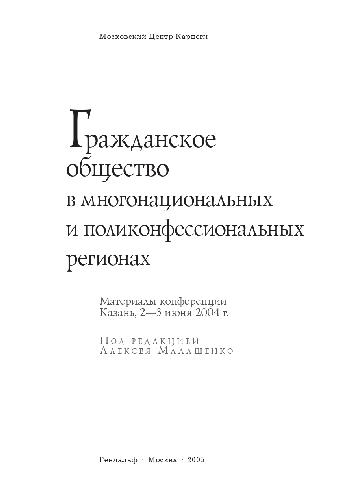 Московский Центр Карнеги
Гражданское
общество
в многонациональных
и поликонфессиональных
регионах
Материалы конференции
Казань, 2—3 июня 2004 г.
Под редакцией
Алексея Малашенко
Гендальф · Москва · 2005